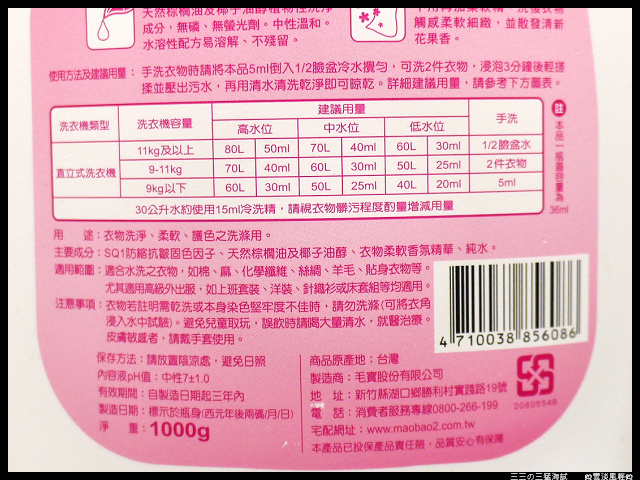 天然棕櫚油及椰子油醇植物性洗淨
成分，無磷、無螢光劑。中性溫和。
水溶性配方易溶解、不殘留。
觸感柔軟細緻，並散發清新
花果香。
使用方法及建議用量：手洗衣物時請將本品5ml倒入1/2臉盆冷水攪勻，可洗2件衣物，浸泡3分鐘後輕搓
揉並壓出污水，再用清水清洗乾淨即可晾乾。詳細建議用量，請參考下方圖表。
洗衣機類型 洗衣機容量 建議用量 手洗
高水位 中水位 低水位
直立式洗衣機 11kg及以上 80L 50ml 70L 40ml 60L 30ml 1/2臉盆水
9-11kg 70L 40ml 60L 30ml 50L 25ml 2件衣物
9kg以下 60L 30ml 50L 25ml 40L 20ml 5ml
30公升水約使用15ml冷洗精，請視衣物髒污程度酌量增減用量
註 本品一瓶蓋容量為36ml
用 途：衣物洗淨、柔軟、護色之洗滌用。
主要成分：SQ1防縮抗皺固色因子、天然棕櫚油及椰子油醇、衣物柔軟香氛精華、純水。
適用範圍：適合水洗之衣物，如棉、麻、化學纖維、絲綢、羊毛、貼身衣物等。
尤其適用高級外出服，如上班套裝、洋裝、針織衫或床套組等均適用。
注意事項：衣物若註明需乾洗或本身染色堅牢度不佳時，請勿洗滌(可將衣角
浸入水中試驗)。避免兒童取玩，誤飲時請喝大量清水，就醫治療。
皮膚敏感者，請戴手套使用。
4 710038 856086
保存方法：請放置陰涼處，避免日照
內容液pH值：中性7±1.0
有效期期：自製造日期起三年內
製造日期：標示於瓶身(西元年後兩碼/月/日)
淨 重：1000g
商品原產地：台灣
製造商：毛寶股份有限公司
地 址：新竹縣湖口鄉勝利村實踐路19號
電 話：消費者服務專線0800-266-199
宅配網址：www.maobao2.com.tw
本產品已投保產品責任險，品質安心有保障
2080554B
三三の三猛海賦
@雲淡風輕@